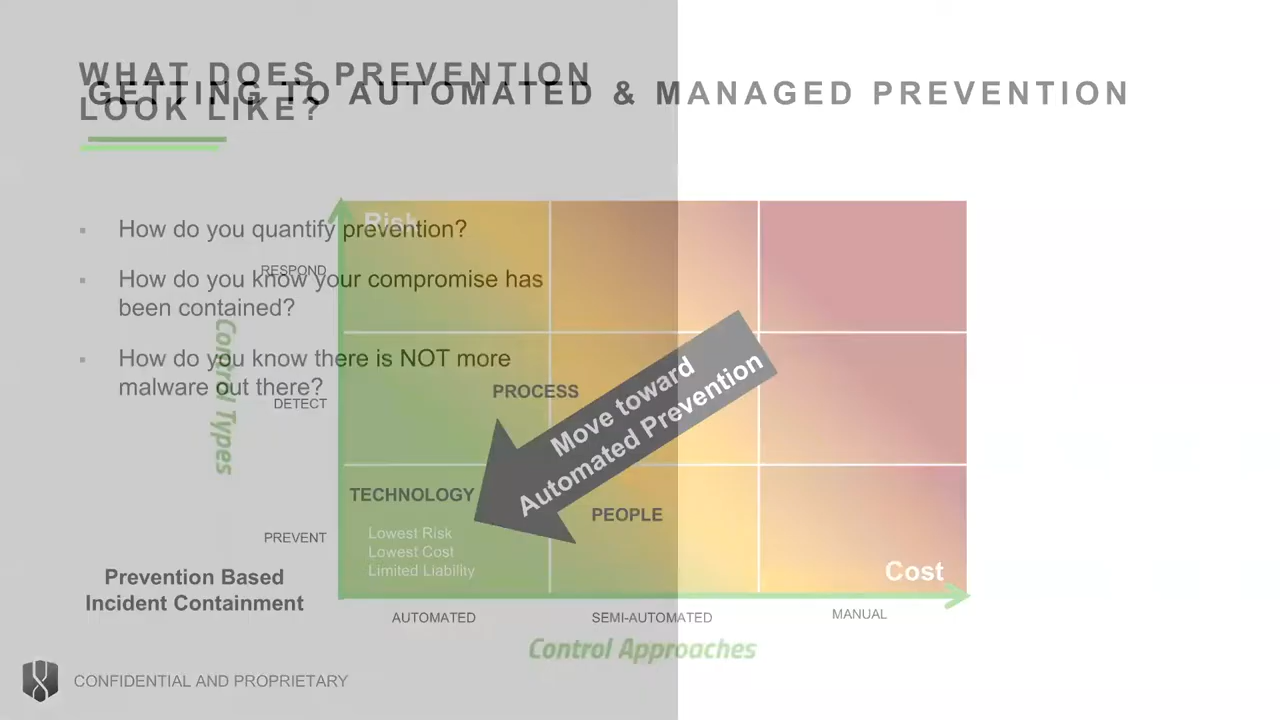 WHAT DOES PREVENTION
LOOK LIKE?
GETTING TO AUTOMATED & MANAGED PREVENTION
How do you quantify prevention?
How do you know your compromise has
been contained?
How do you know there is NOT more
malware out there?
Risk
RESPOND
DETECT
PREVENT
Control Types
PROCESS
Move toward
Automated Prevention
TECHNOLOGY
PEOPLE
Lowest Risk
Lowest Cost
Limited Liability
Cost
Prevention Based
Incident Containment
AUTOMATED
SEMI-AUTOMATED
MANUAL
Control Approaches
CONFIDENTIAL AND PROPRIETARY